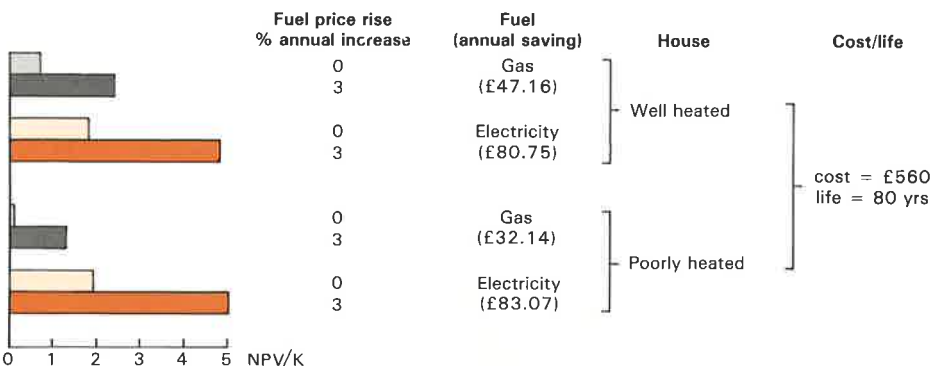 Fuel price rise Fuel
% annual increase (annual saving) House Cost/life
0 Gas
3 (£47.16)
Well heated
0 Electricity
3 (£80.75)
cost = £560
life = 80 yrs
0 Gas
3 (£32.14)
Poorly heated
0 Electricity
3 (£83.07)
0 1 2 3 4 5 NPV/K